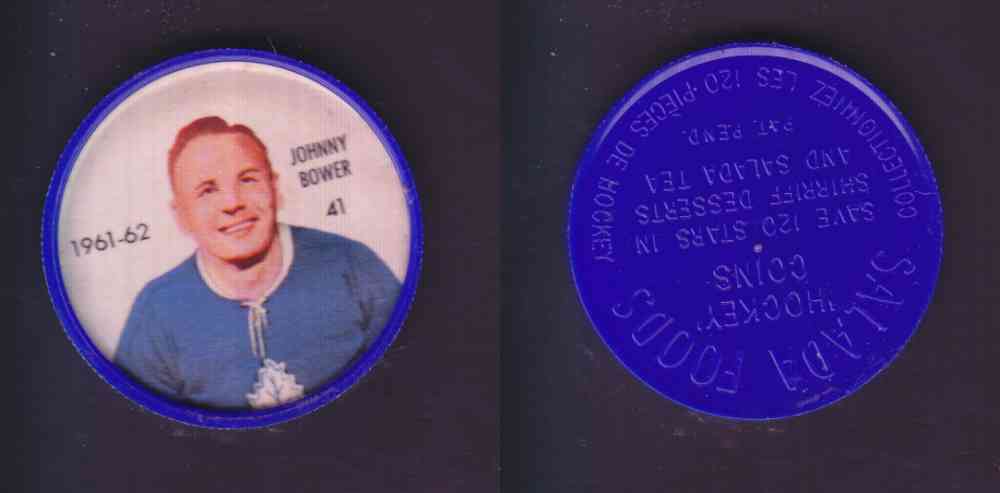 1961-62
JOHNNY
BOWER
41
SALADA FOODS
'HOCKEY'
COINS
SAVE 120 STARS IN
SHIRRIFF DESSERTS
AND SALADA TEA
PAT. PEND.
COLLECTIONNEZ LES 120 PIÈCES DE HOCKEY